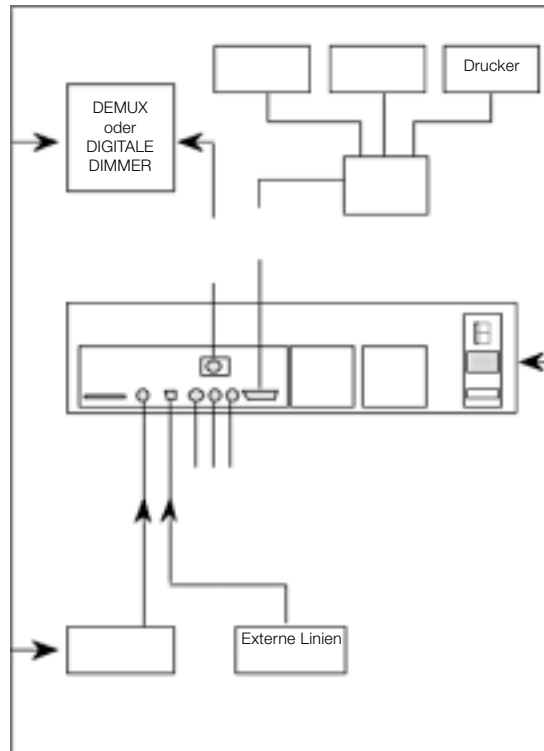 Drucker
DEMUX
oder
DIGITALE
DIMMER
Externe Linien